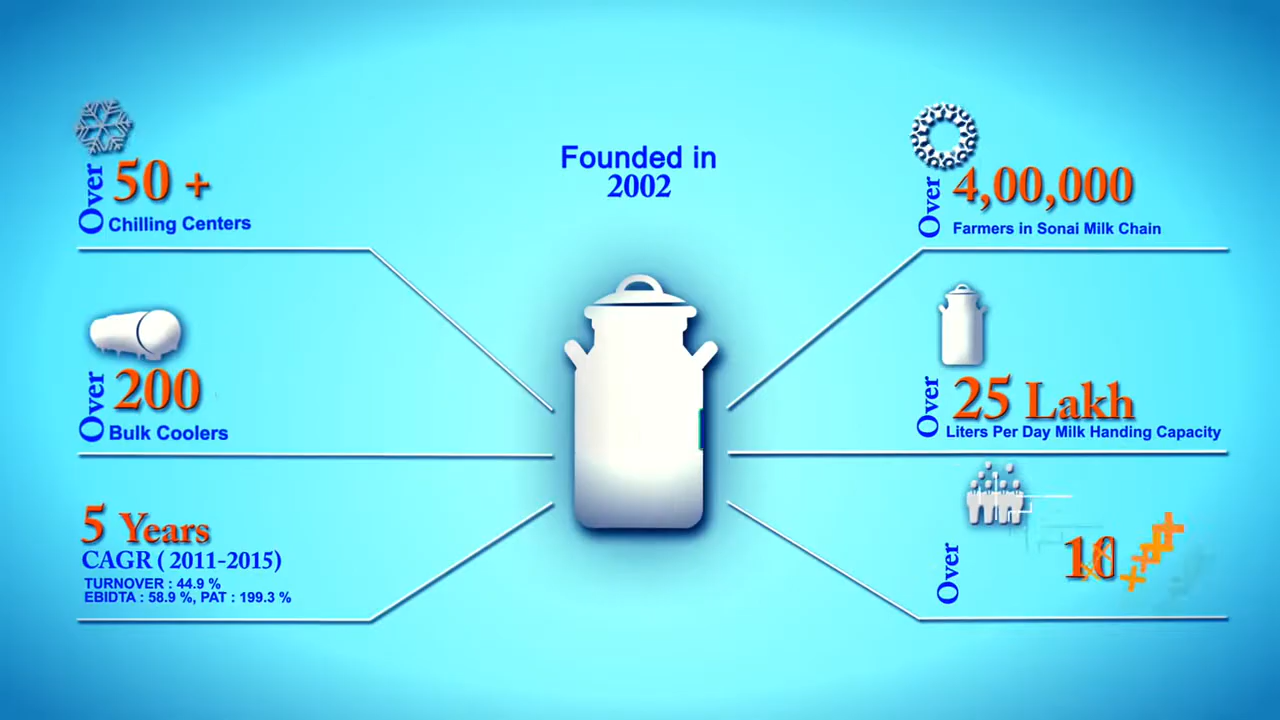 Founded in
2002
Over
50 +
Chilling Centers
Over
200
Bulk Coolers
5 Years
CAGR ( 2011-2015)
TURNOVER : 44.9 %
EBIDTA : 58.9 %, PAT : 199.3 %
Over
4,00,000
Farmers in Sonai Milk Chain
Over
25 Lakh
Liters Per Day Milk Handing Capacity
Over